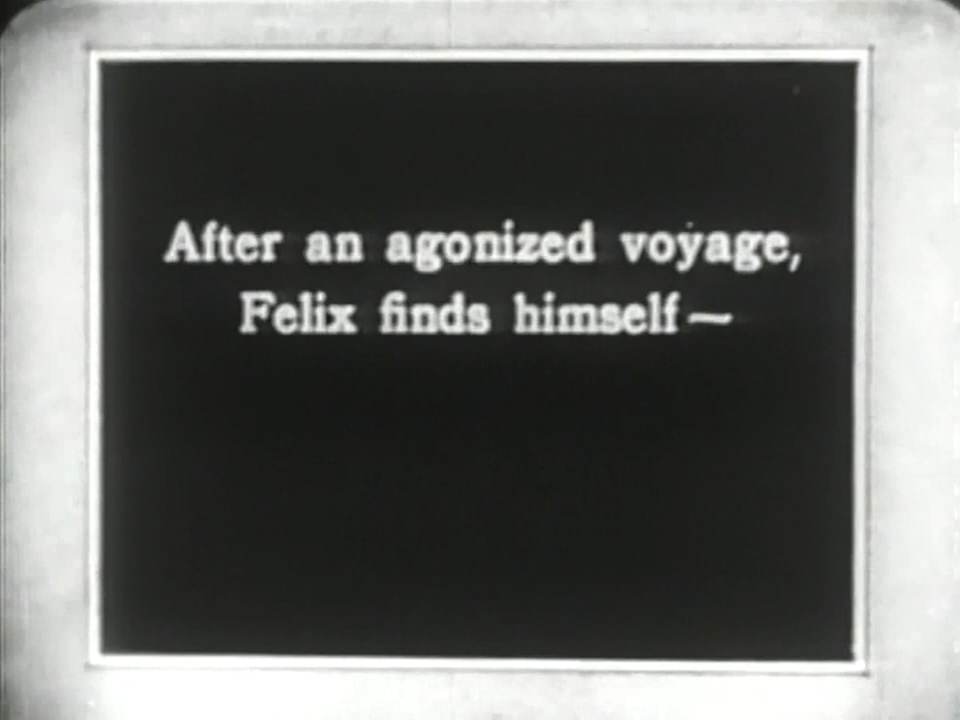 After an agonized voyage,
Felix finds himself—